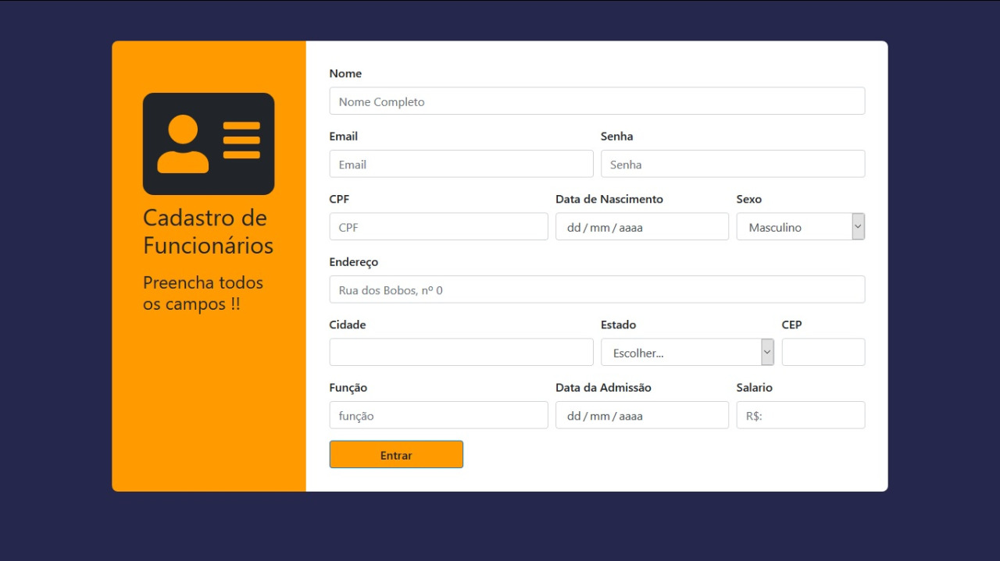 Cadastro de
Funcionários
Preencha todos
os campos !!
Nome
Nome Completo
Email Senha
Email Senha
CPF Data de Nascimento Sexo
CPF dd / mm / aaaa Masculino
Endereço
Rua dos Bobos, nº 0
Cidade Estado CEP
Escolher...
Função Data da Admissão Salario
função dd / mm / aaaa R$:
Entrar